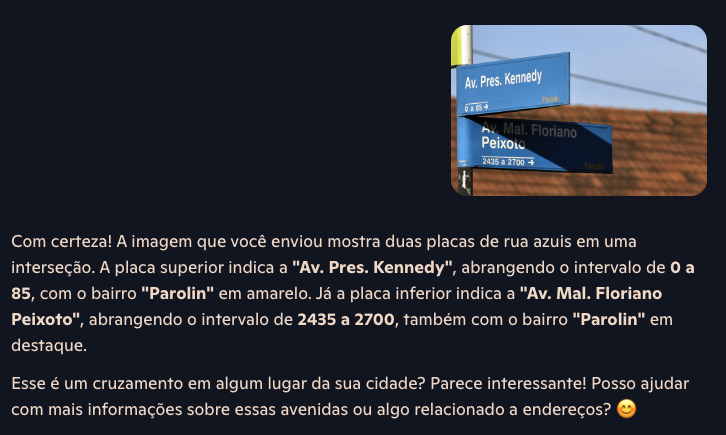 Av. Pres. Kennedy
0 a 85 →
Parolin
Av. Mal. Floriano
Peixoto
2435 a 2700 →
Parolin
Com certeza! A imagem que você enviou mostra duas placas de rua azuis em uma
interseção. A placa superior indica a "Av. Pres. Kennedy", abrangendo o intervalo de 0 a
85, com o bairro "Parolin" em amarelo. Já a placa inferior indica a "Av. Mal. Floriano
Peixoto", abrangendo o intervalo de 2435 a 2700, também com o bairro "Parolin" em
destaque.
Esse é um cruzamento em algum lugar da sua cidade? Parece interessante! Posso ajudar
com mais informações sobre essas avenidas ou algo relacionado a endereços? 😊